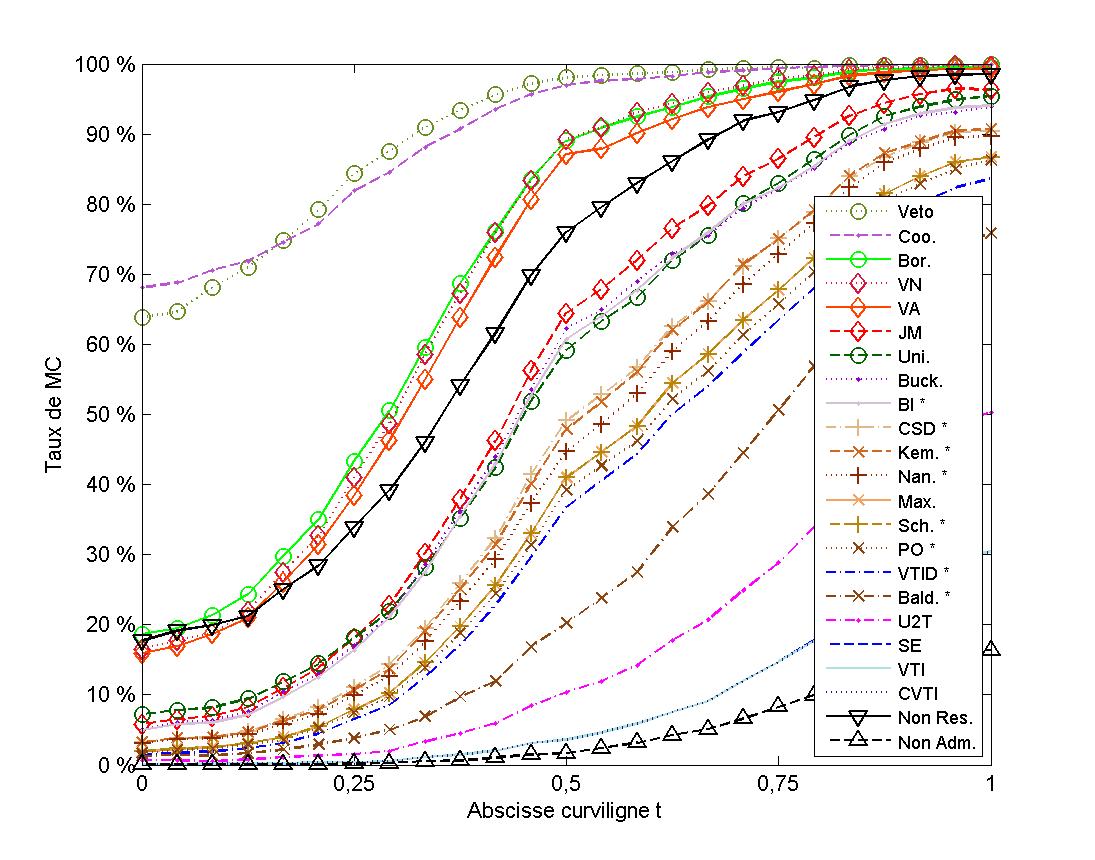 100 %
90 %
80 %
70 %
60 %
50 %
40 %
30 %
20 %
10 %
0 %
Taux de MC
0
0,25
0,5
0,75
1
Abscisse curviligne t
Veto
Coo.
Bor.
VN
VA
JM
Uni.
Buck.
BI *
CSD *
Kem. *
Nan. *
Max.
Sch. *
PO *
VTID *
Bald. *
U2T
SE
VTI
CVTI
Non Res.
Non Adm.